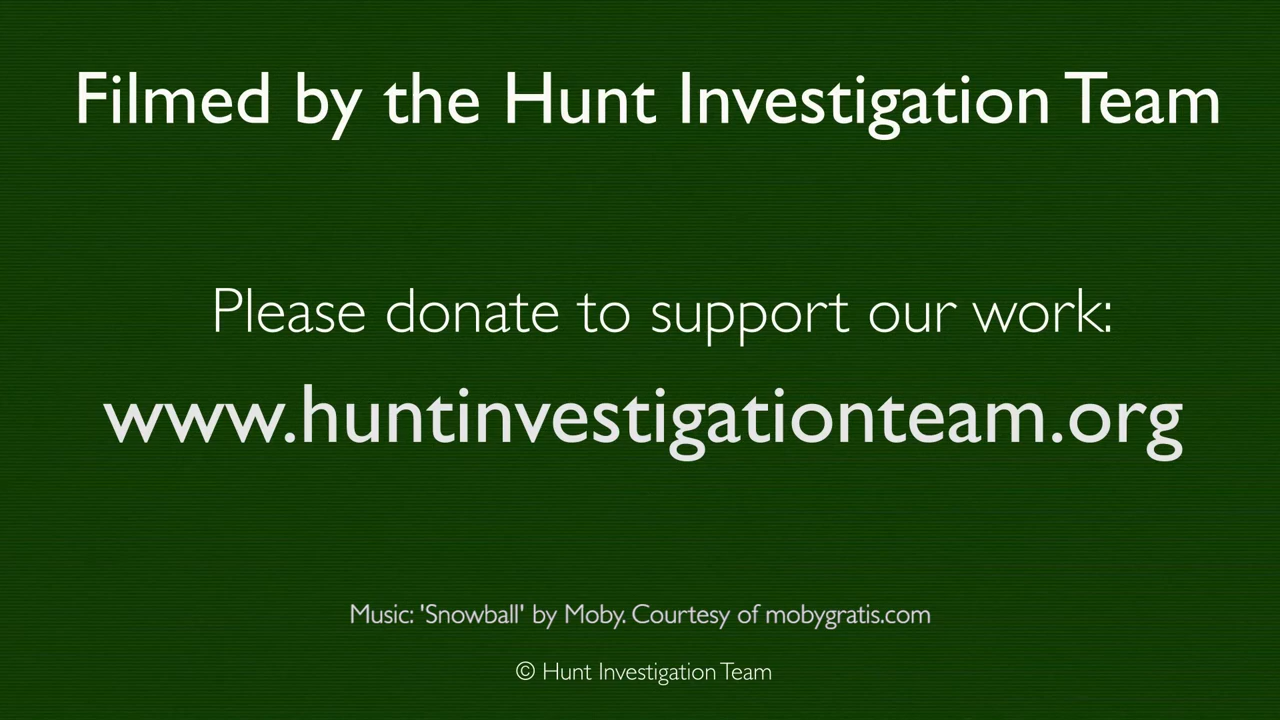 Filmed by the Hunt Investigation Team
Please donate to support our work:
www.huntinvestigationteam.org
Music: 'Snowball' by Moby. Courtesy of mobygratis.com
© Hunt Investigation Team